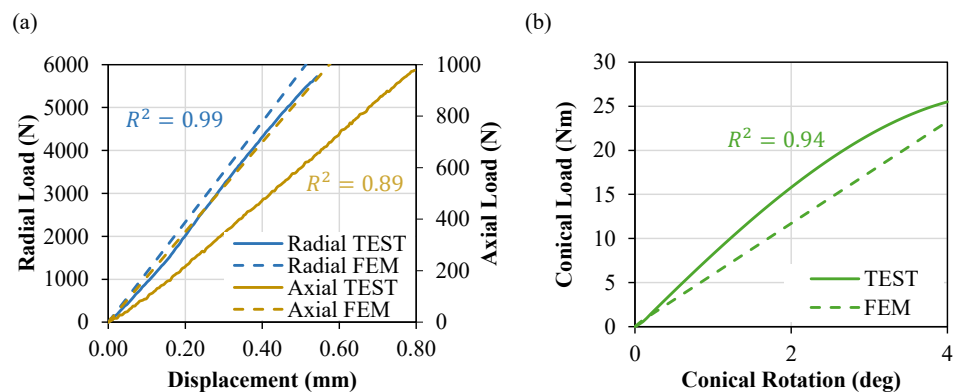 (a)
Radial Load (N)
6000
5000
4000
3000
2000
1000
0
R² = 0.99
R² = 0.89
Radial TEST
Radial FEM
Axial TEST
Axial FEM
0.00 0.20 0.40 0.60 0.80
Displacement (mm)
1000
800
600
400
200
0
Axial Load (N)
(b)
Conical Load (Nm)
30
25
20
15
10
5
0
R² = 0.94
TEST
FEM
0 2 4
Conical Rotation (deg)